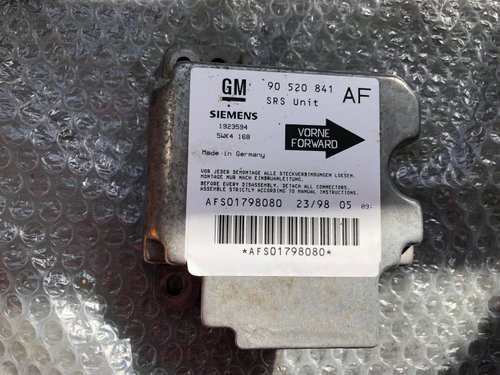 GM 90 520 841 AF
SRS Unit
SIEMENS
1923594
5WK4 168
VORNE
FORWARD
Made in Germany
VOR JEDER DEMONTAGE ALLE STECKVERBINDUNGEN LOESEN.
MONTAGE NUR NACH EINBAUANLEITUNG.
BEFORE EVERY DISASSEMBLY, DETACH ALL CONNECTORS.
ASSEMBLE STRICTLY ACCORDING TO MANUAL INSTRUCTIONS.
AFS01798080 23/98 05 03:
*AFS01798080*